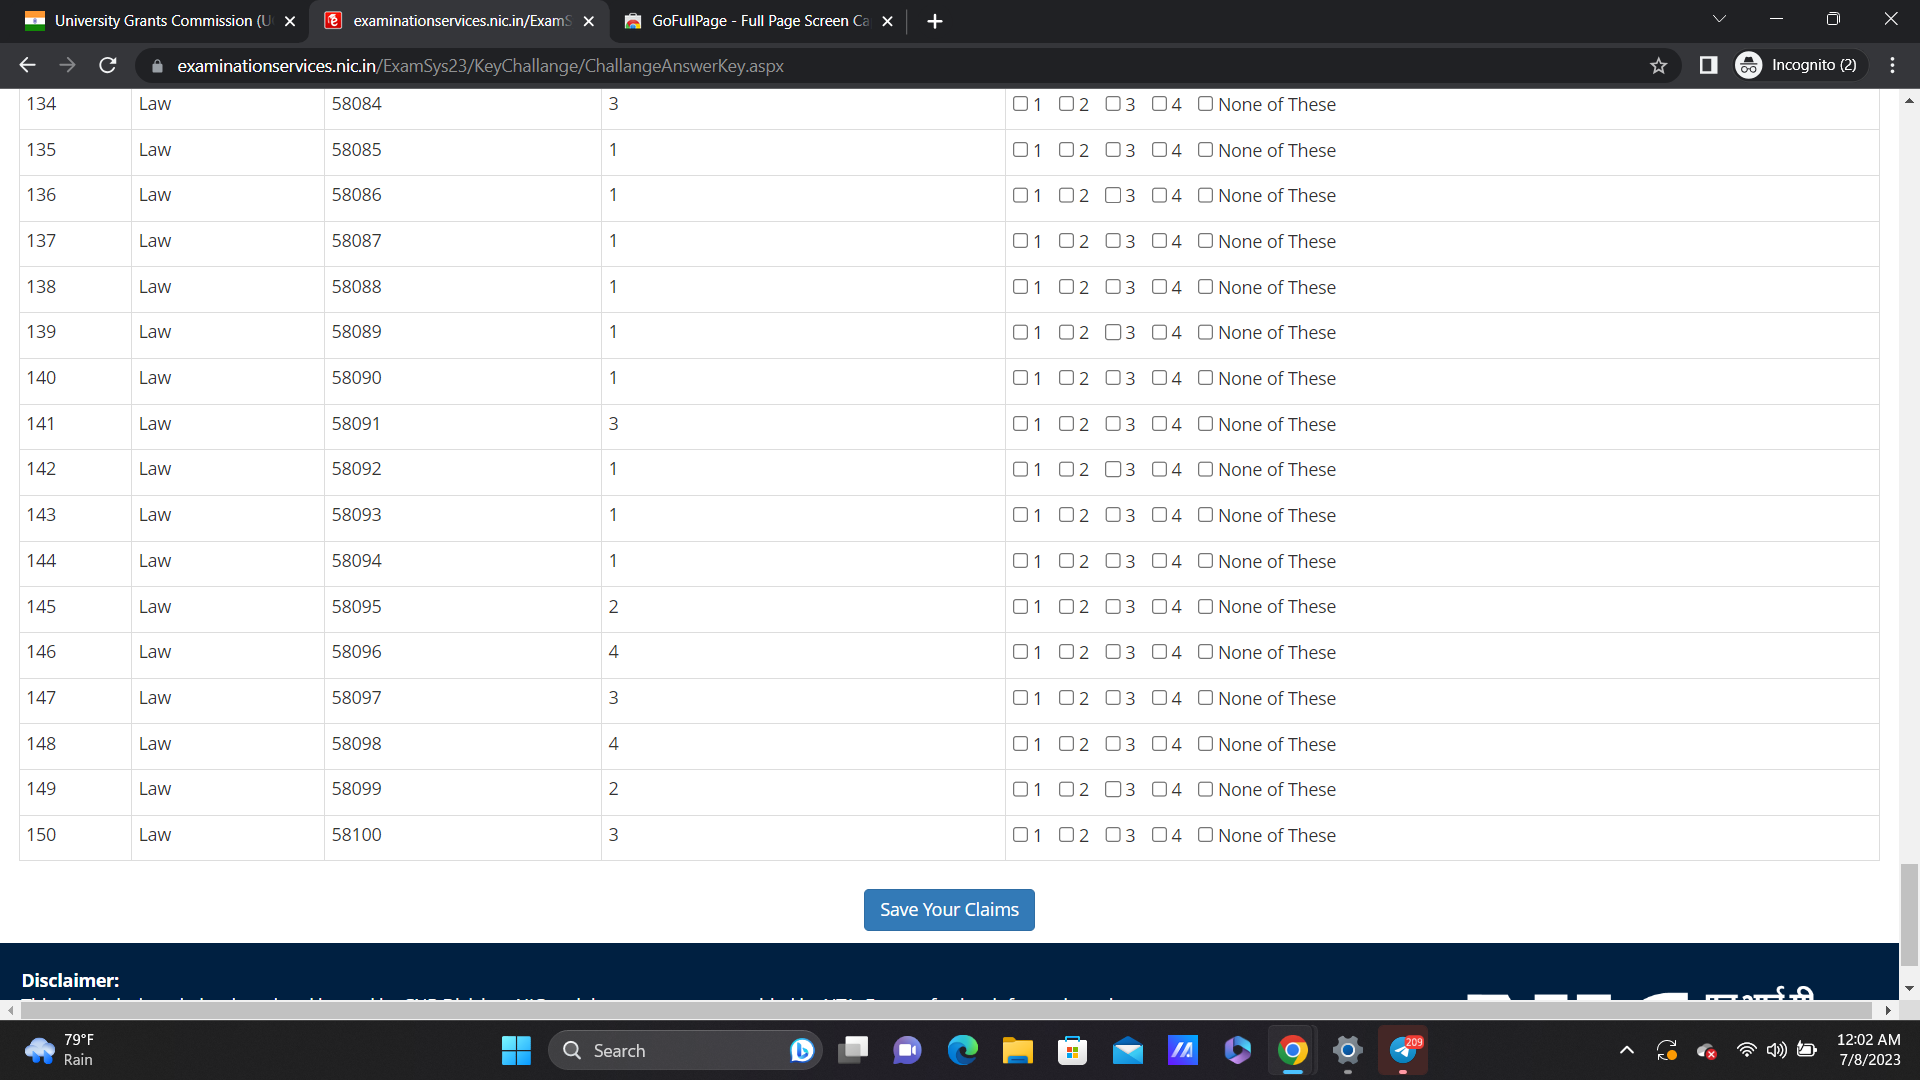 University Grants Commission (U
examinationservices.nic.in/ExamS
GoFullPage - Full Page Screen Ca
examinationservices.nic.in/ExamSys23/KeyChallange/ChallangeAnswerKey.aspx
Incognito (2)
134 Law 58084 3 1 2 3 4 None of These
135 Law 58085 1 1 2 3 4 None of These
136 Law 58086 1 1 2 3 4 None of These
137 Law 58087 1 1 2 3 4 None of These
138 Law 58088 1 1 2 3 4 None of These
139 Law 58089 1 1 2 3 4 None of These
140 Law 58090 1 1 2 3 4 None of These
141 Law 58091 3 1 2 3 4 None of These
142 Law 58092 1 1 2 3 4 None of These
143 Law 58093 1 1 2 3 4 None of These
144 Law 58094 1 1 2 3 4 None of These
145 Law 58095 2 1 2 3 4 None of These
146 Law 58096 4 1 2 3 4 None of These
147 Law 58097 3 1 2 3 4 None of These
148 Law 58098 4 1 2 3 4 None of These
149 Law 58099 2 1 2 3 4 None of These
150 Law 58100 3 1 2 3 4 None of These
Save Your Claims
Disclaimer:
79°F
Rain
Search
209
12:02 AM
7/8/2023